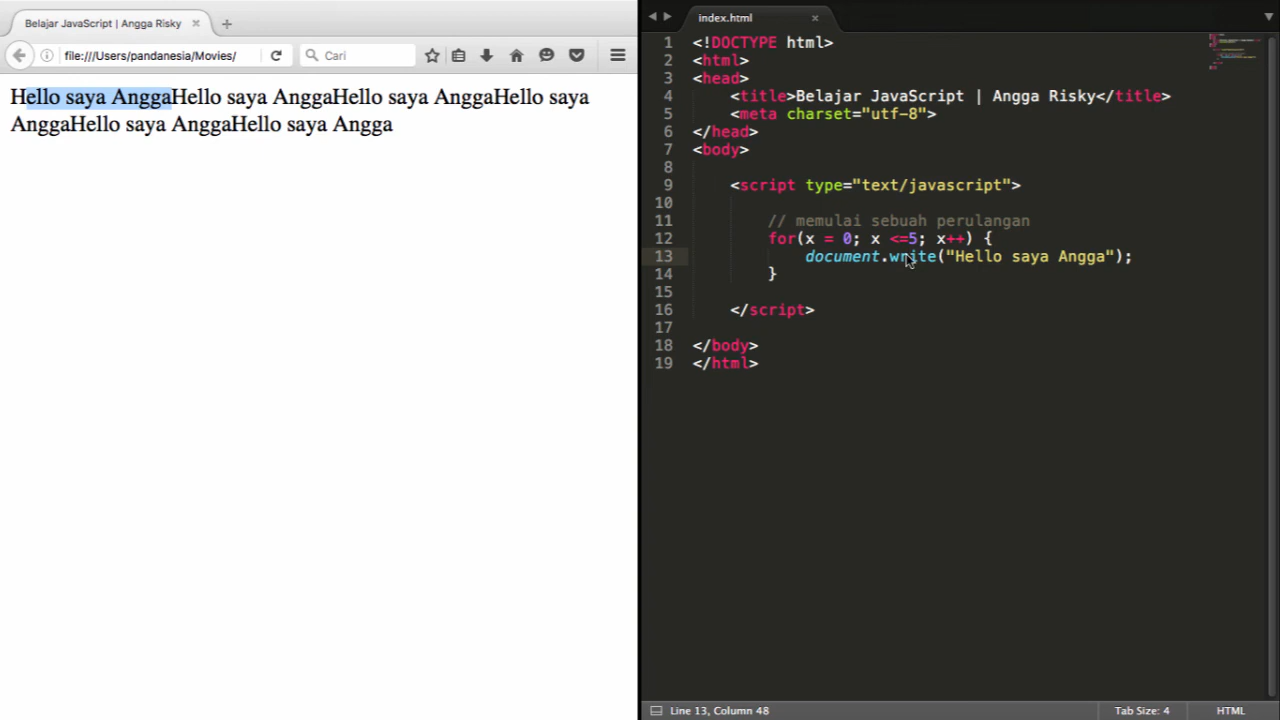 Belajar JavaScript | Angga Risky
file:///Users/pandanesia/Movies/
Cari
Hello saya AnggaHello saya AnggaHello saya AnggaHello saya
AnggaHello saya AnggaHello saya Angga
index.html
1 <!DOCTYPE html>
2 <html>
3 <head>
4 <title>Belajar JavaScript | Angga Risky</title>
5 <meta charset="utf-8">
6 </head>
7 <body>
8
9 <script type="text/javascript">
10
11 // memulai sebuah perulangan
12 for(x = 0; x <=5; x++) {
13 document.write("Hello saya Angga");
14 }
15
16 </script>
17
18 </body>
19 </html>
Line 13, Column 48
Tab Size: 4
HTML